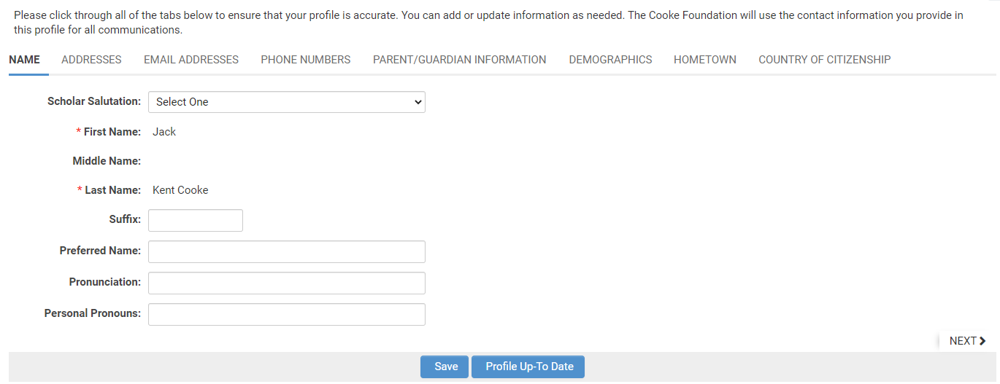 Please click through all of the tabs below to ensure that your profile is accurate. You can add or update information as needed. The Cooke Foundation will use the contact information you provide in
this profile for all communications.
NAME ADDRESSES EMAIL ADDRESSES PHONE NUMBERS PARENT/GUARDIAN INFORMATION DEMOGRAPHICS HOMETOWN COUNTRY OF CITIZENSHIP
Scholar Salutation: Select One
* First Name: Jack
Middle Name:
* Last Name: Kent Cooke
Suffix:
Preferred Name:
Pronunciation:
Personal Pronouns:
NEXT
Save Profile Up-To Date